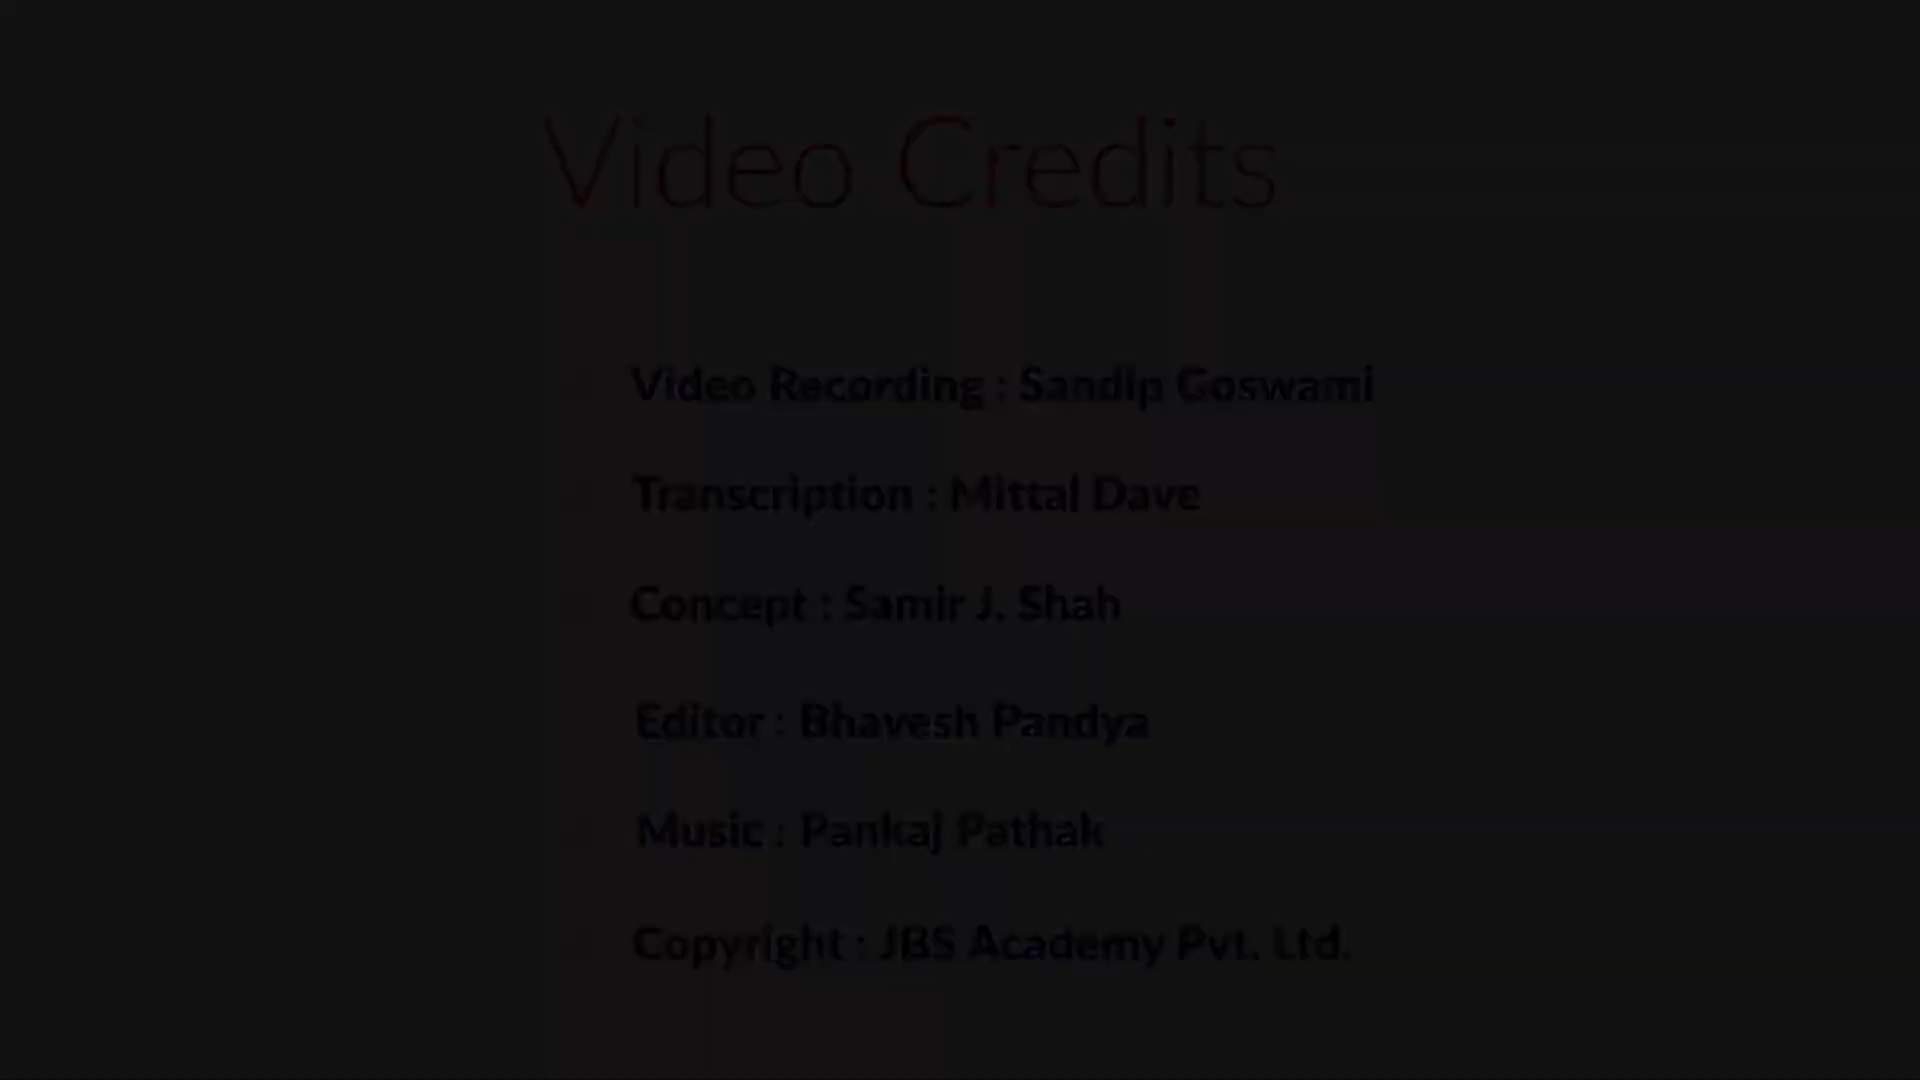 Video Credits
Video Recording : Sandip Goswami
Transcription : Mittal Dave
Concept : Samir J. Shah
Editor : Bhavesh Pandya
Music : Pankaj Pathak
Copyright : JBS Academy Pvt. Ltd.